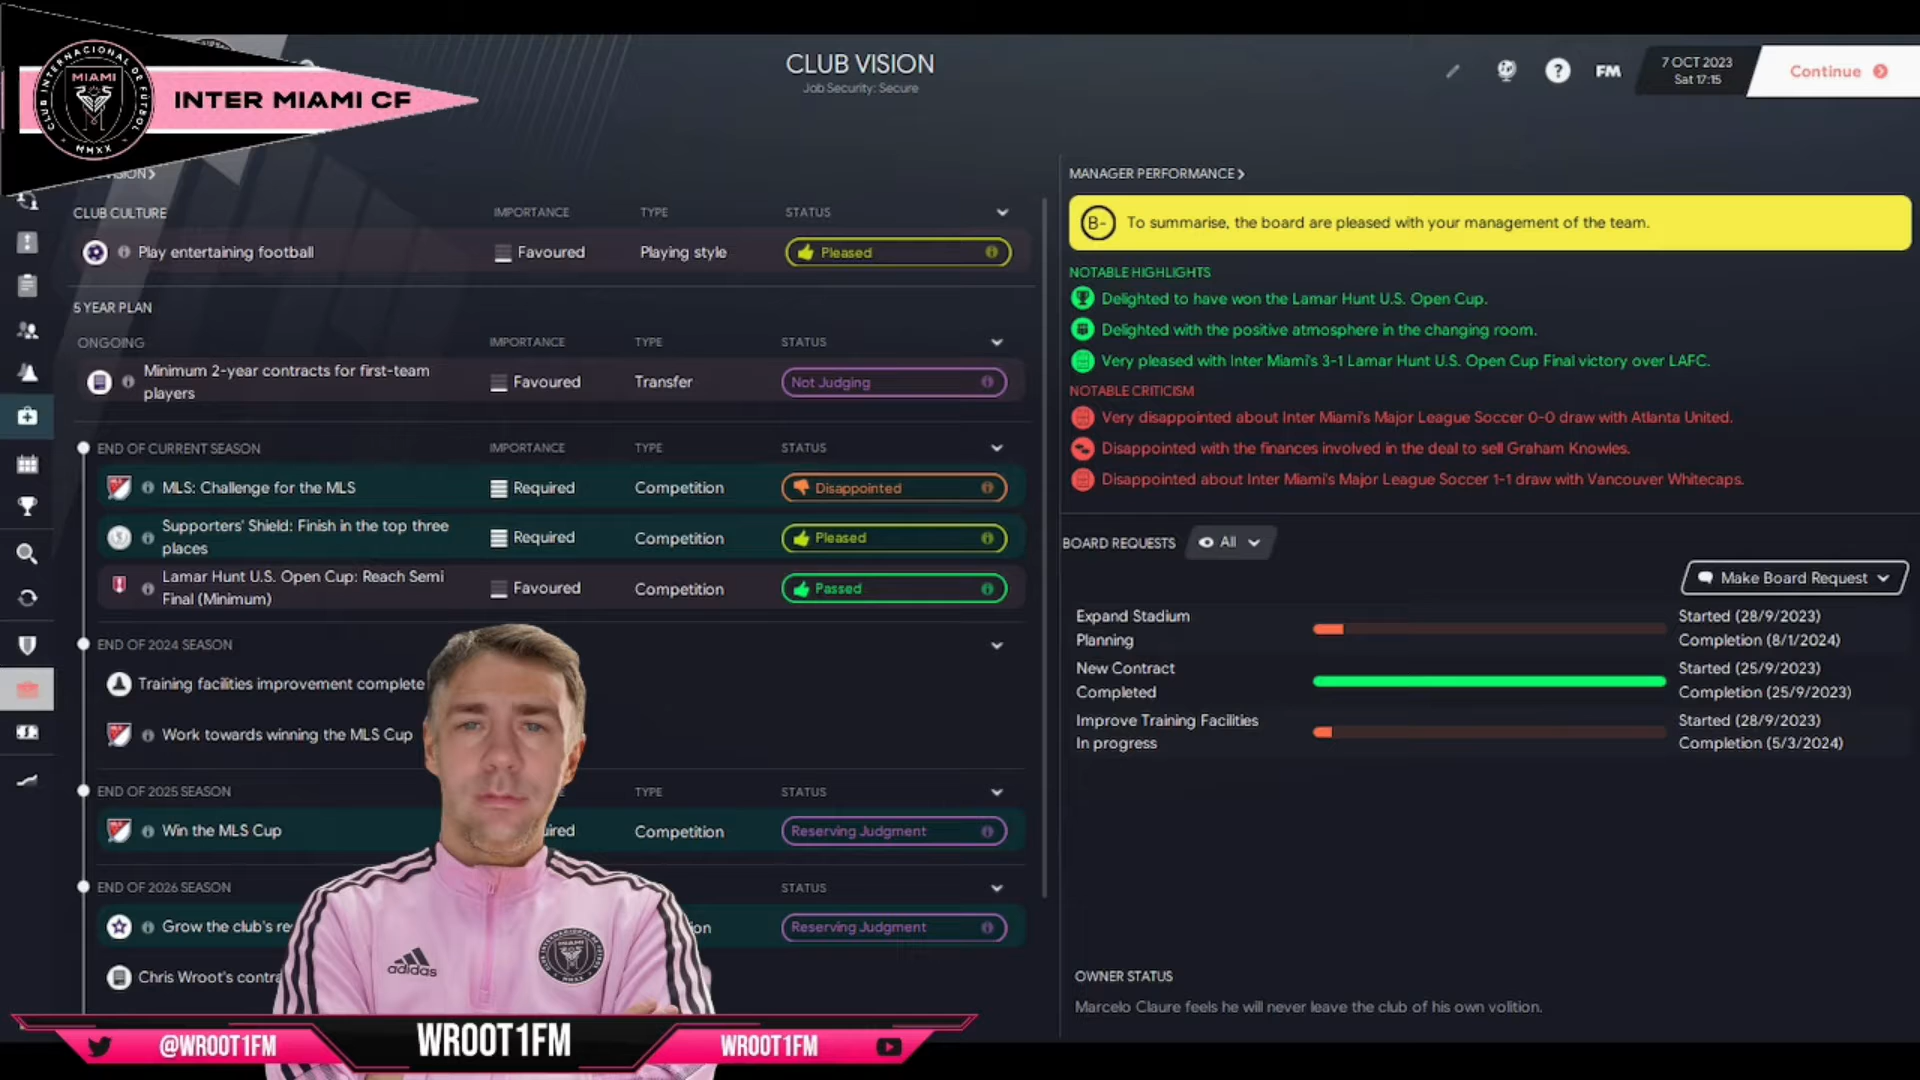 INTER MIAMI CF
CLUB INTERNACIONAL DE FÚTBOL
MIAMI
MMXX
CLUB VISION
Job Security: Secure
FM
7 OCT 2023
Sat 17:15
Continue
CLUB CULTURE
IMPORTANCE
TYPE
STATUS
Play entertaining football
Favoured
Playing style
Pleased
5 YEAR PLAN
ONGOING
IMPORTANCE
TYPE
STATUS
Minimum 2-year contracts for first-team
players
Favoured
Transfer
Not Judging
END OF CURRENT SEASON
IMPORTANCE
TYPE
STATUS
MLS: Challenge for the MLS
Required
Competition
Disappointed
Supporters' Shield: Finish in the top three
places
Required
Competition
Pleased
Lamar Hunt U.S. Open Cup: Reach Semi
Final (Minimum)
Favoured
Competition
Passed
END OF 2024 SEASON
Training facilities improvement complete
Work towards winning the MLS Cup
END OF 2025 SEASON
TYPE
STATUS
Win the MLS Cup
Competition
Reserving Judgment
END OF 2026 SEASON
STATUS
Grow the club's
Reserving Judgment
Chris Wroot's
MANAGER PERFORMANCE
B-
To summarise, the board are pleased with your management of the team.
NOTABLE HIGHLIGHTS
Delighted to have won the Lamar Hunt U.S. Open Cup.
Delighted with the positive atmosphere in the changing room.
Very pleased with Inter Miami's 3-1 Lamar Hunt U.S. Open Cup Final victory over LAFC.
NOTABLE CRITICISM
Very disappointed about Inter Miami's Major League Soccer 0-0 draw with Atlanta United.
Disappointed with the finances involved in the deal to sell Graham Knowles.
Disappointed about Inter Miami's Major League Soccer 1-1 draw with Vancouver Whitecaps.
BOARD REQUESTS
All
Make Board Request
Expand Stadium
Planning
Started (28/9/2023)
Completion (8/1/2024)
New Contract
Completed
Started (25/9/2023)
Completion (25/9/2023)
Improve Training Facilities
In progress
Started (28/9/2023)
Completion (5/3/2024)
OWNER STATUS
Marcelo Claure feels he will never leave the club of his own volition.
adidas
@WROOT1FM
WROOT1FM
WROOT1FM